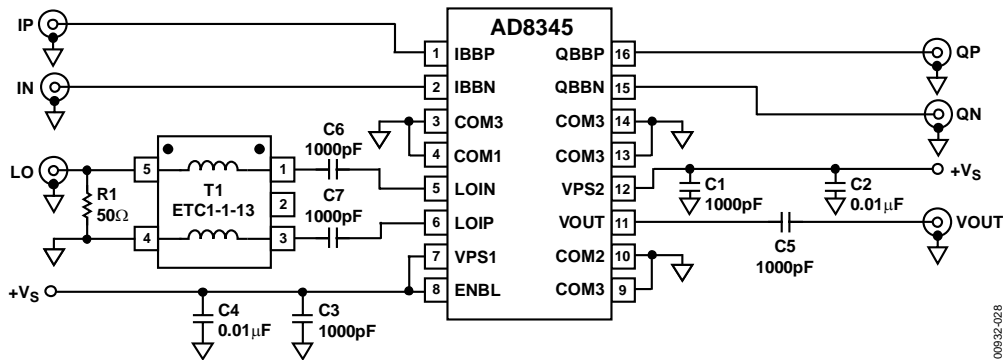 AD8345
IP
IN
LO
R1
50Ω
5
4
T1
ETC1-1-13
1
2
3
C6
1000pF
C7
1000pF
+VS
C4
0.01μF
C3
1000pF
1 IBBP
2 IBBN
3 COM3
4 COM1
5 LOIN
6 LOIP
7 VPS1
8 ENBL
QBBP 16
QBBN 15
COM3 14
COM3 13
VPS2 12
VOUT 11
COM2 10
COM3 9
QP
QN
+VS
C1
1000pF
C2
0.01μF
VOUT
C5
1000pF
00932-028